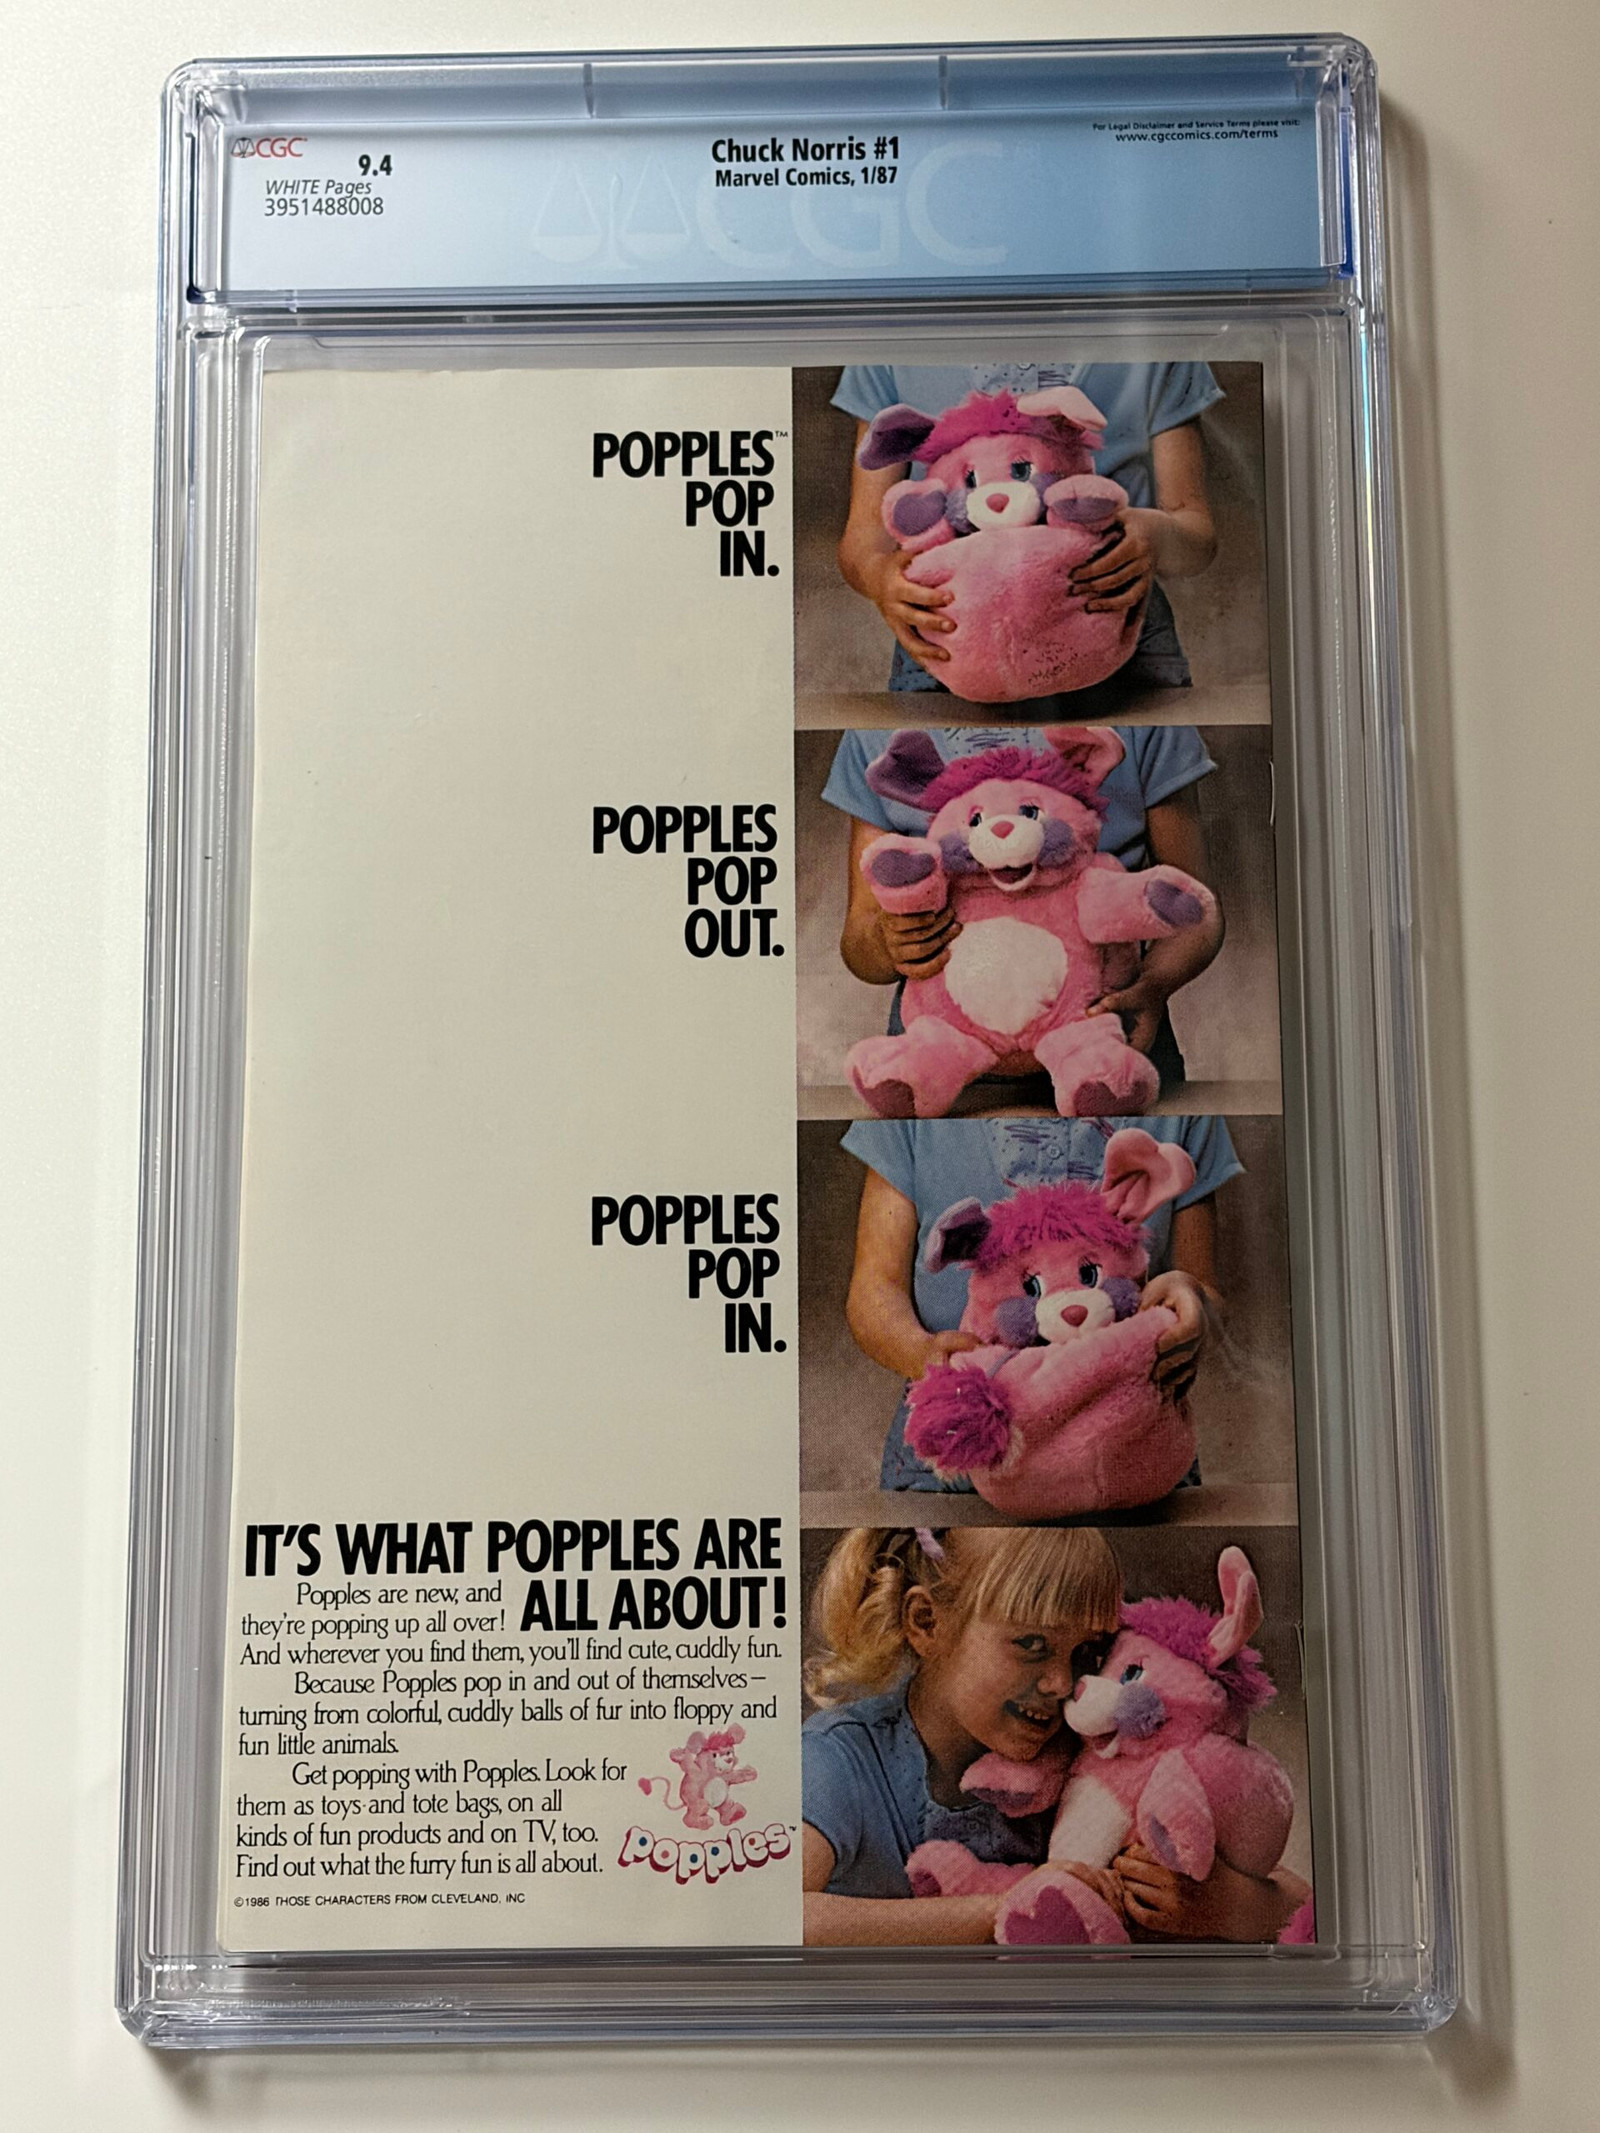 CGC
9.4
WHITE Pages
3951488008
Chuck Norris #1
Marvel Comics, 1/87
For Legal Disclaimer and Service Terms please visit:
www.cgccomics.com/terms
CGC
POPPLES™
POP
IN.
POPPLES
POP
OUT.
POPPLES
POP
IN.
IT'S WHAT POPPLES ARE
ALL ABOUT!
Popples are new, and
they're popping up all over!
And wherever you find them, you'll find cute, cuddly fun.
Because Popples pop in and out of themselves—
turning from colorful, cuddly balls of fur into floppy and
fun little animals.
Get popping with Popples. Look for
them as toys and tote bags, on all
kinds of fun products and on TV, too.
Find out what the furry fun is all about.
Popples™
©1986 THOSE CHARACTERS FROM CLEVELAND, INC